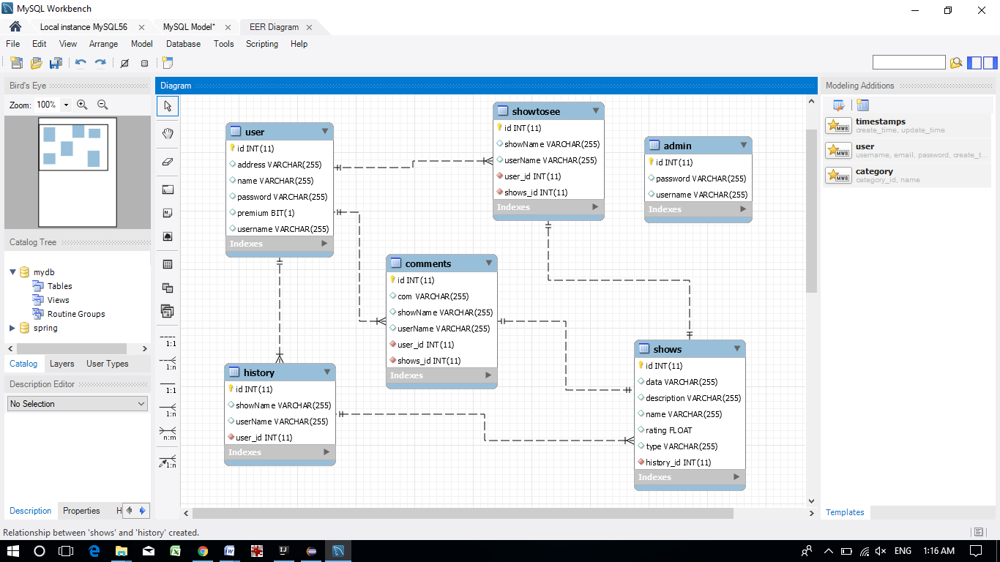 MySQL Workbench
Local instance MySQL56
MySQL Model*
EER Diagram
File Edit View Arrange Model Database Tools Scripting Help
Bird's Eye
Zoom: 100%
Catalog Tree
mydb
Tables
Views
Routine Groups
spring
Catalog Layers User Types
Description Editor
No Selection
Description Properties H
Diagram
1:1
1:n
1:1
1:n
n:m
1:n
user
id INT(11)
address VARCHAR(255)
name VARCHAR(255)
password VARCHAR(255)
premium BIT(1)
username VARCHAR(255)
Indexes
showtosee
id INT(11)
showName VARCHAR(255)
userName VARCHAR(255)
user_id INT(11)
shows_id INT(11)
Indexes
admin
id INT(11)
password VARCHAR(255)
username VARCHAR(255)
Indexes
comments
id INT(11)
com VARCHAR(255)
showName VARCHAR(255)
userName VARCHAR(255)
user_id INT(11)
shows_id INT(11)
Indexes
history
id INT(11)
showName VARCHAR(255)
userName VARCHAR(255)
user_id INT(11)
Indexes
shows
id INT(11)
data VARCHAR(255)
description VARCHAR(255)
name VARCHAR(255)
rating FLOAT
type VARCHAR(255)
history_id INT(11)
Indexes
Modeling Additions
MWB
timestamps
create_time, update_time
MWB
user
username, email, password, create_t...
MWB
category
category_id, name
Templates
Relationship between 'shows' and 'history' created.
ENG 1:16 AM